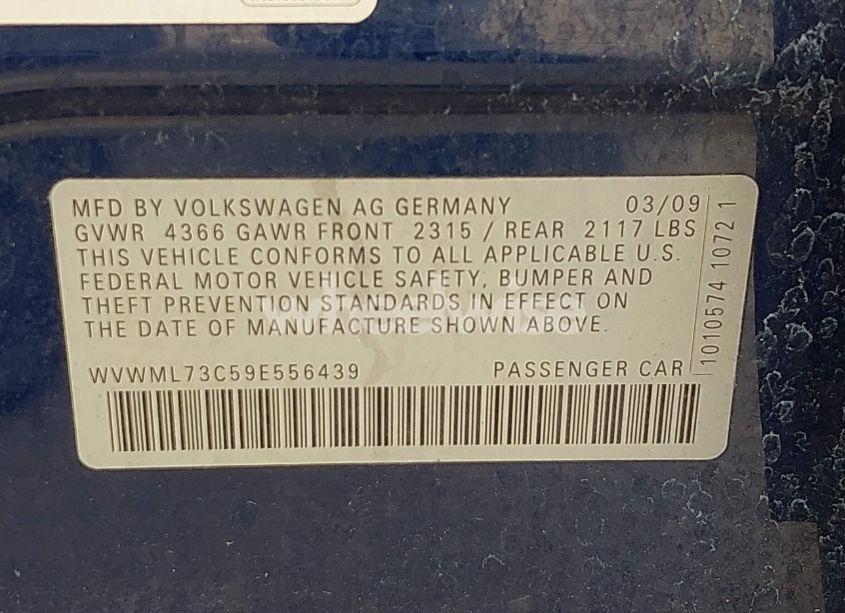 MFD BY VOLKSWAGEN AG GERMANY 03/09
GVWR 4366 GAWR FRONT 2315 / REAR 2117 LBS
THIS VEHICLE CONFORMS TO ALL APPLICABLE U.S.
FEDERAL MOTOR VEHICLE SAFETY, BUMPER AND
THEFT PREVENTION STANDARDS IN EFFECT ON
THE DATE OF MANUFACTURE SHOWN ABOVE.
WVWML73C59E556439 PASSENGER CAR
1010574 1072 1